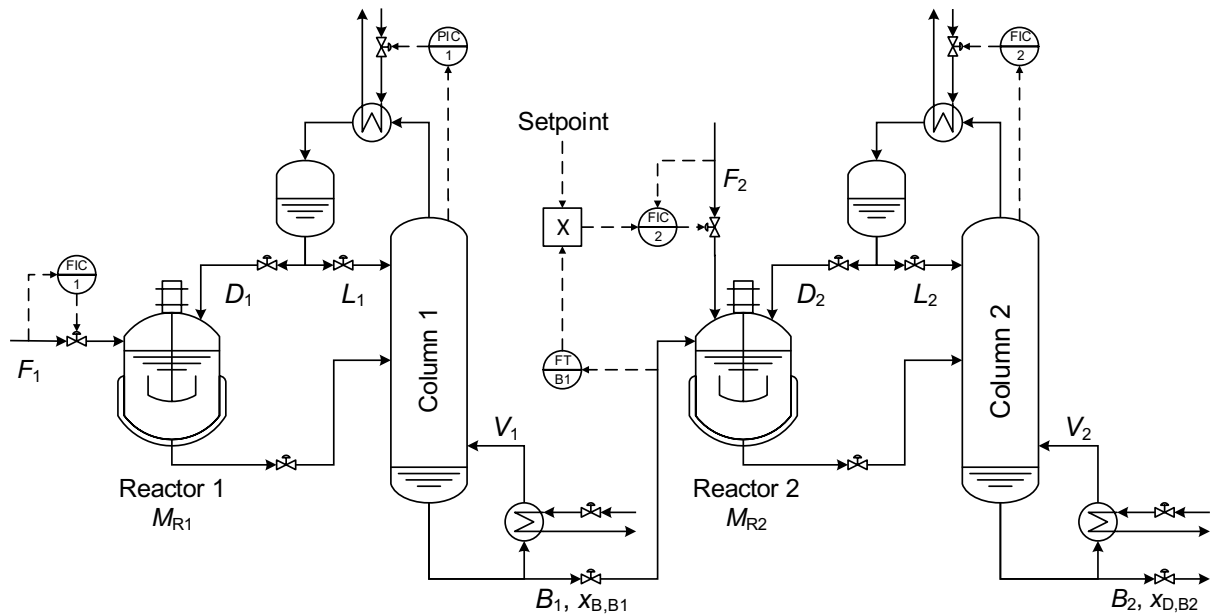 PIC
1
FIC
2
Setpoint
F2
X
FIC
2
FIC
1
D1
L1
D2
L2
F1
FT
B1
Column 1
Column 2
V1
V2
Reactor 1
MR1
Reactor 2
MR2
B1, xB,B1
B2, xD,B2